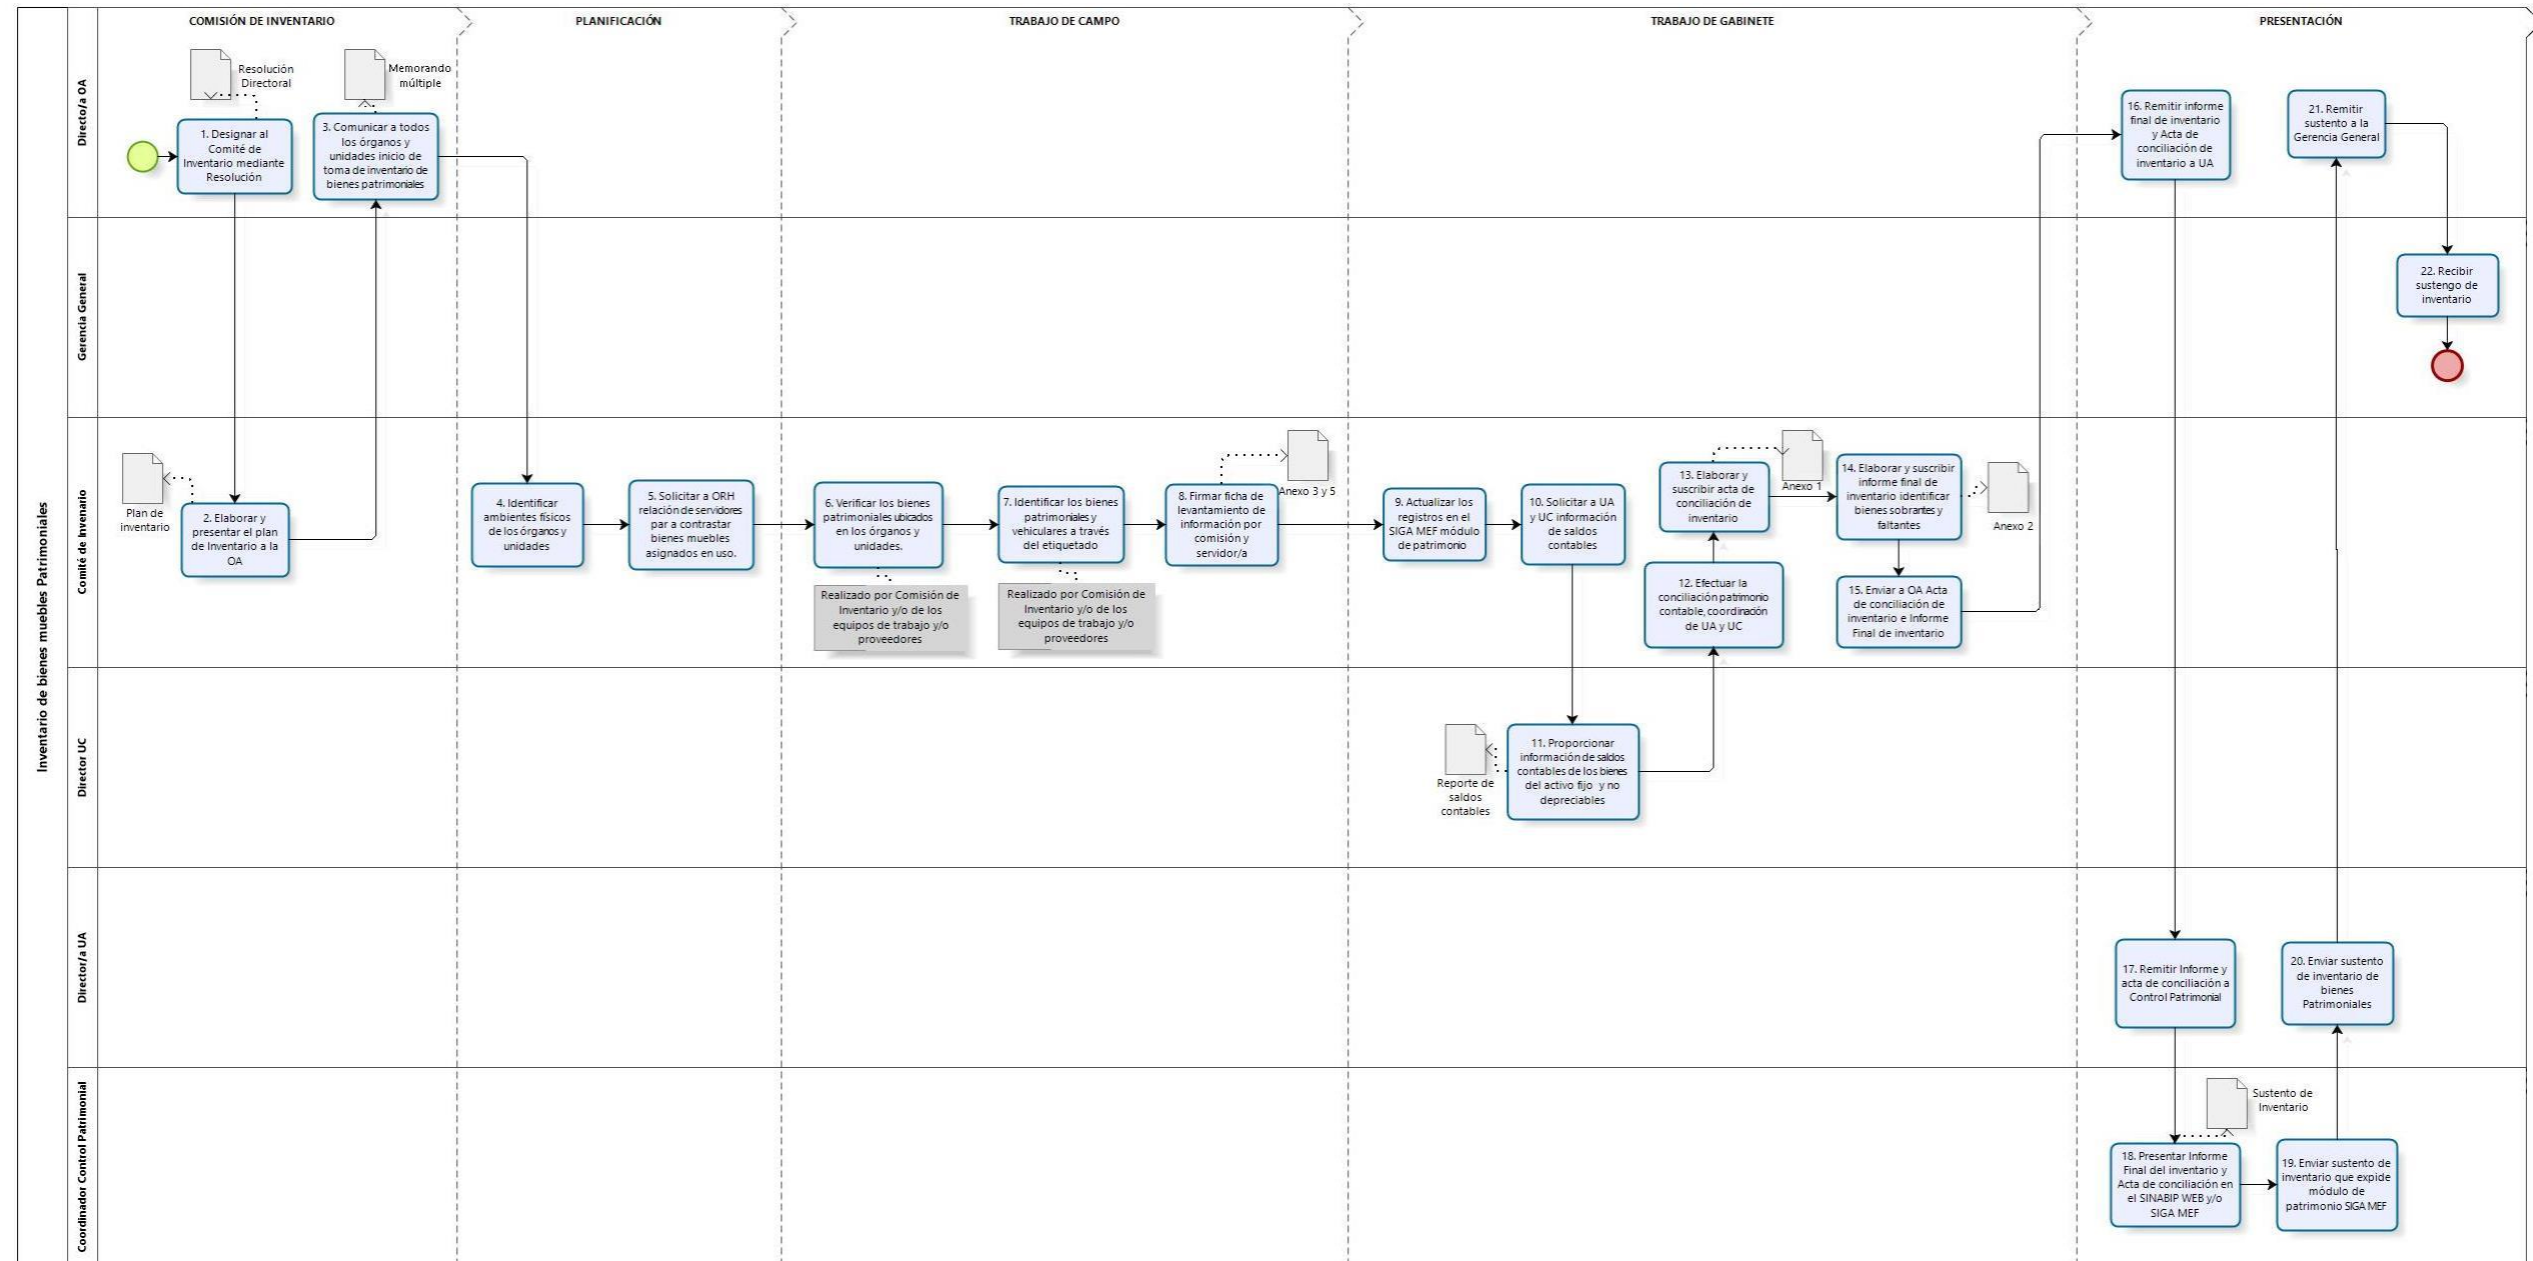 COMISIÓN DE INVENTARIO
PLANIFICACIÓN
TRABAJO DE CAMPO
TRABAJO DE GABINETE
PRESENTACIÓN
Inventario de bienes muebles Patrimoniales
Directo/a OA
Resolución
Directoral
Memorando
múltiple
1. Designar al
Comité de
Inventario mediante
Resolución
3. Comunicar a todos
los órganos y
unidades inicio de
toma de inventario de
bienes patrimoniales
16. Remitir informe
final de inventario
y Acta de
conciliación de
inventario a UA
21. Remitir
sustento a la
Gerencia General
Gerencia General
22. Recibir
sustengo de
inventario
Comité de Invenario
Plan de
inventario
2. Elaborar y
presentar el plan
de Inventario a la
OA
4. Identificar
ambientes físicos
de los órganos y
unidades
5. Solicitar a ORH
relación de servidores
par a contrastar
bienes muebles
asignados en uso.
6. Verificar los bienes
patrimoniales ubicados
en los órganos y
unidades.
Realizado por Comisión de
Inventario y/o de los
equipos de trabajo y/o
proveedores
7. Identificar los bienes
patrimoniales y
vehiculares a través
del etiquetado
Realizado por Comisión de
Inventario y/o de los
equipos de trabajo y/o
proveedores
8. Firmar ficha de
levantamiento de
información por
comisión y
servidor/a
Anexo 3 y 5
9. Actualizar los
registros en el
SIGA MEF módulo
de patrimonio
10. Solicitar a UA
y UC información
de saldos
contables
13. Elaborar y
suscribir acta de
conciliación de
inventario
Anexo 1
12. Efectuar la
conciliación patrimonio
contable, coordinación
de UA y UC
14. Elaborar y suscribir
informe final de
inventario identificar
bienes sobrantes y
faltantes
Anexo 2
15. Enviar a OA Acta
de conciliación de
inventario e Informe
Final de inventario
Director UC
Reporte de
saldos
contables
11. Proporcionar
información de saldos
contables de los bienes
del activo fijo y no
depreciables
Director/a UA
17. Remitir Informe y
acta de conciliación a
Control Patrimonial
20. Enviar sustento
de inventario de
bienes
Patrimoniales
Coordinador Control Patrimonial
Sustento de
Inventario
18. Presentar Informe
Final del inventario y
Acta de conciliación en
el SINABIP WEB y/o
SIGA MEF
19. Enviar sustento de
inventario que expide
módulo de
patrimonio SIGA MEF